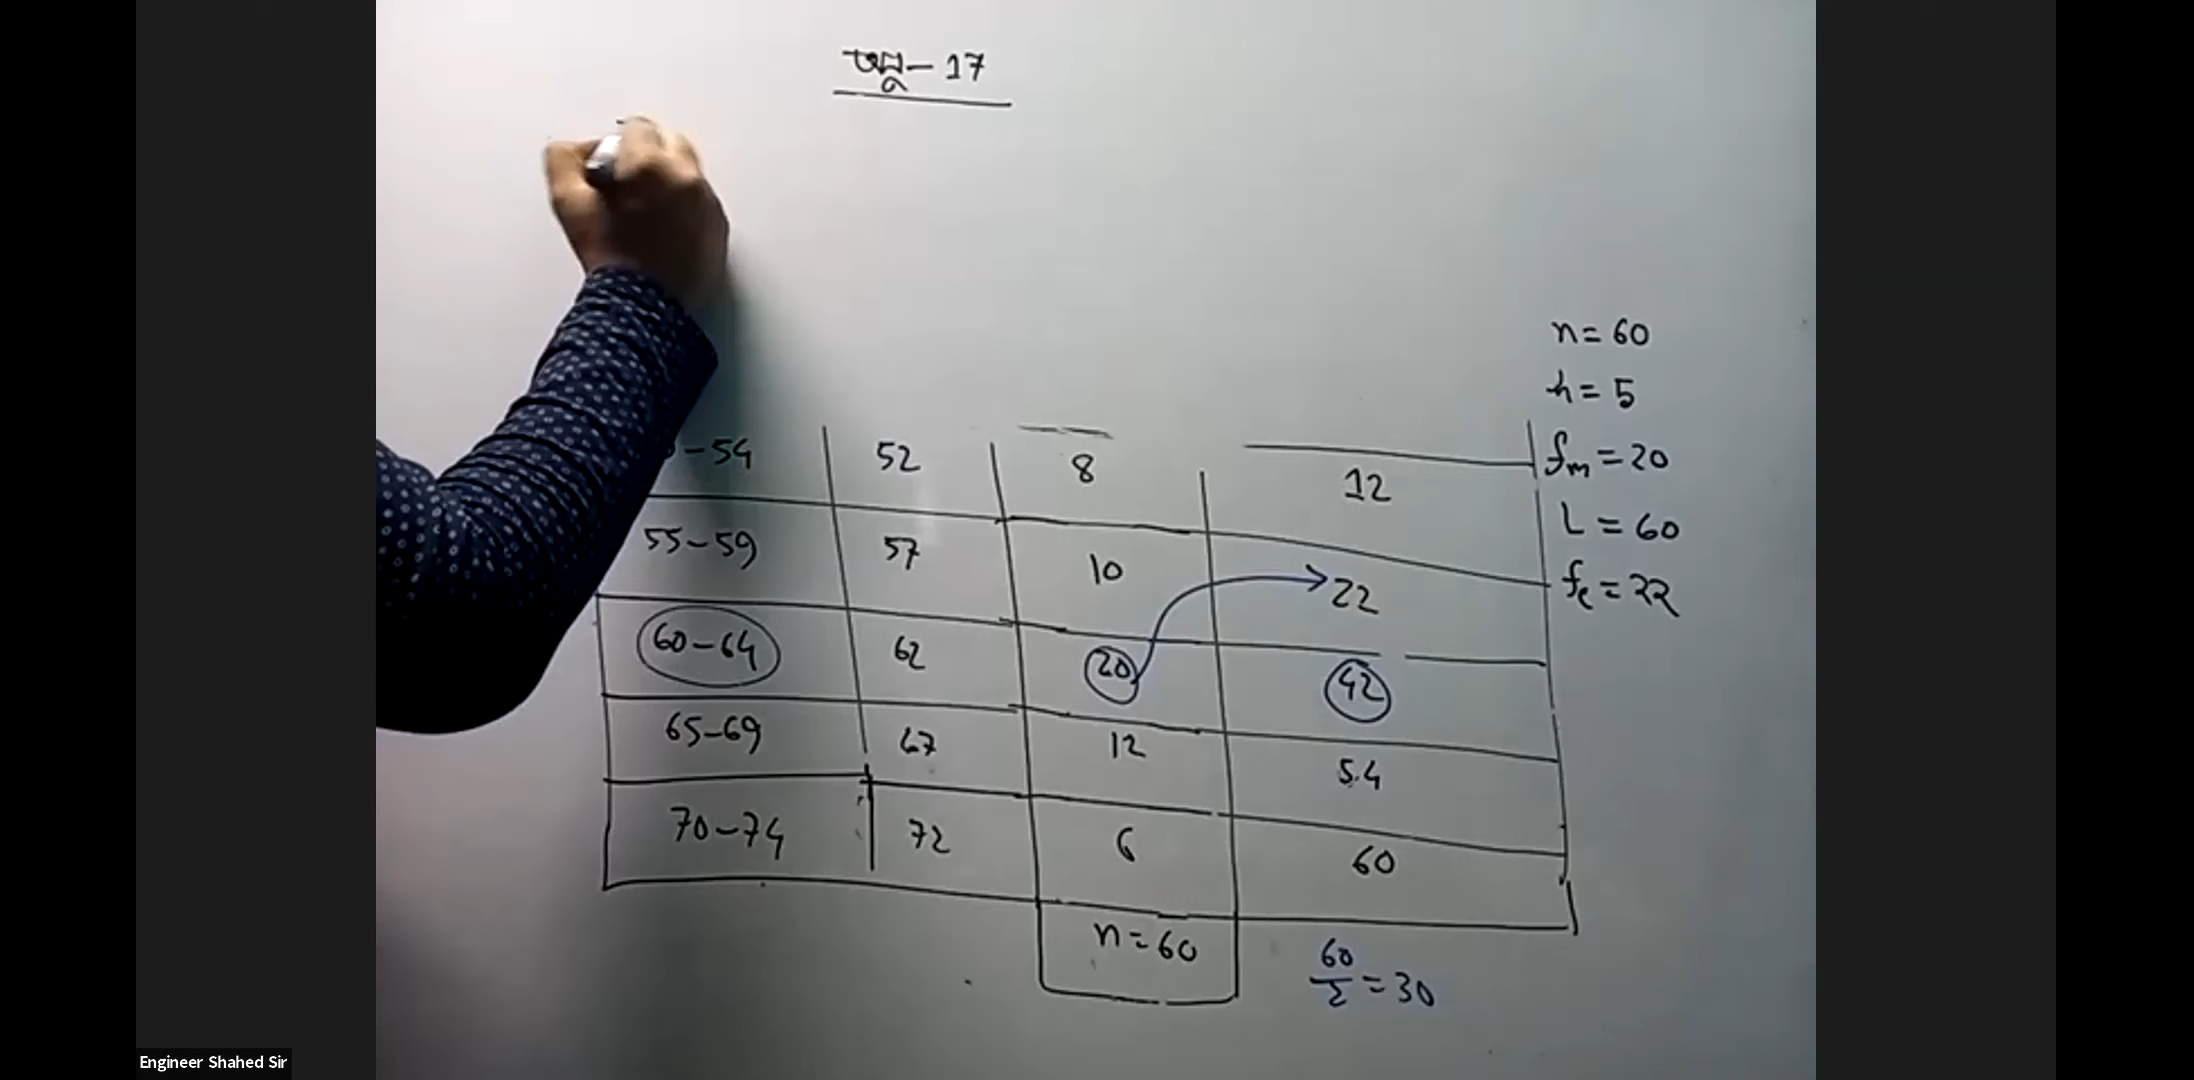 - 17
- 54 52 8 12
55-59 57 10 22
60-64 62 20 42
65-69 67 12 54
70-74 72 6 60
n=60
60/2 = 30
n = 60
h = 5
fm = 20
L = 60
fc = 22
Engineer Shahed Sir